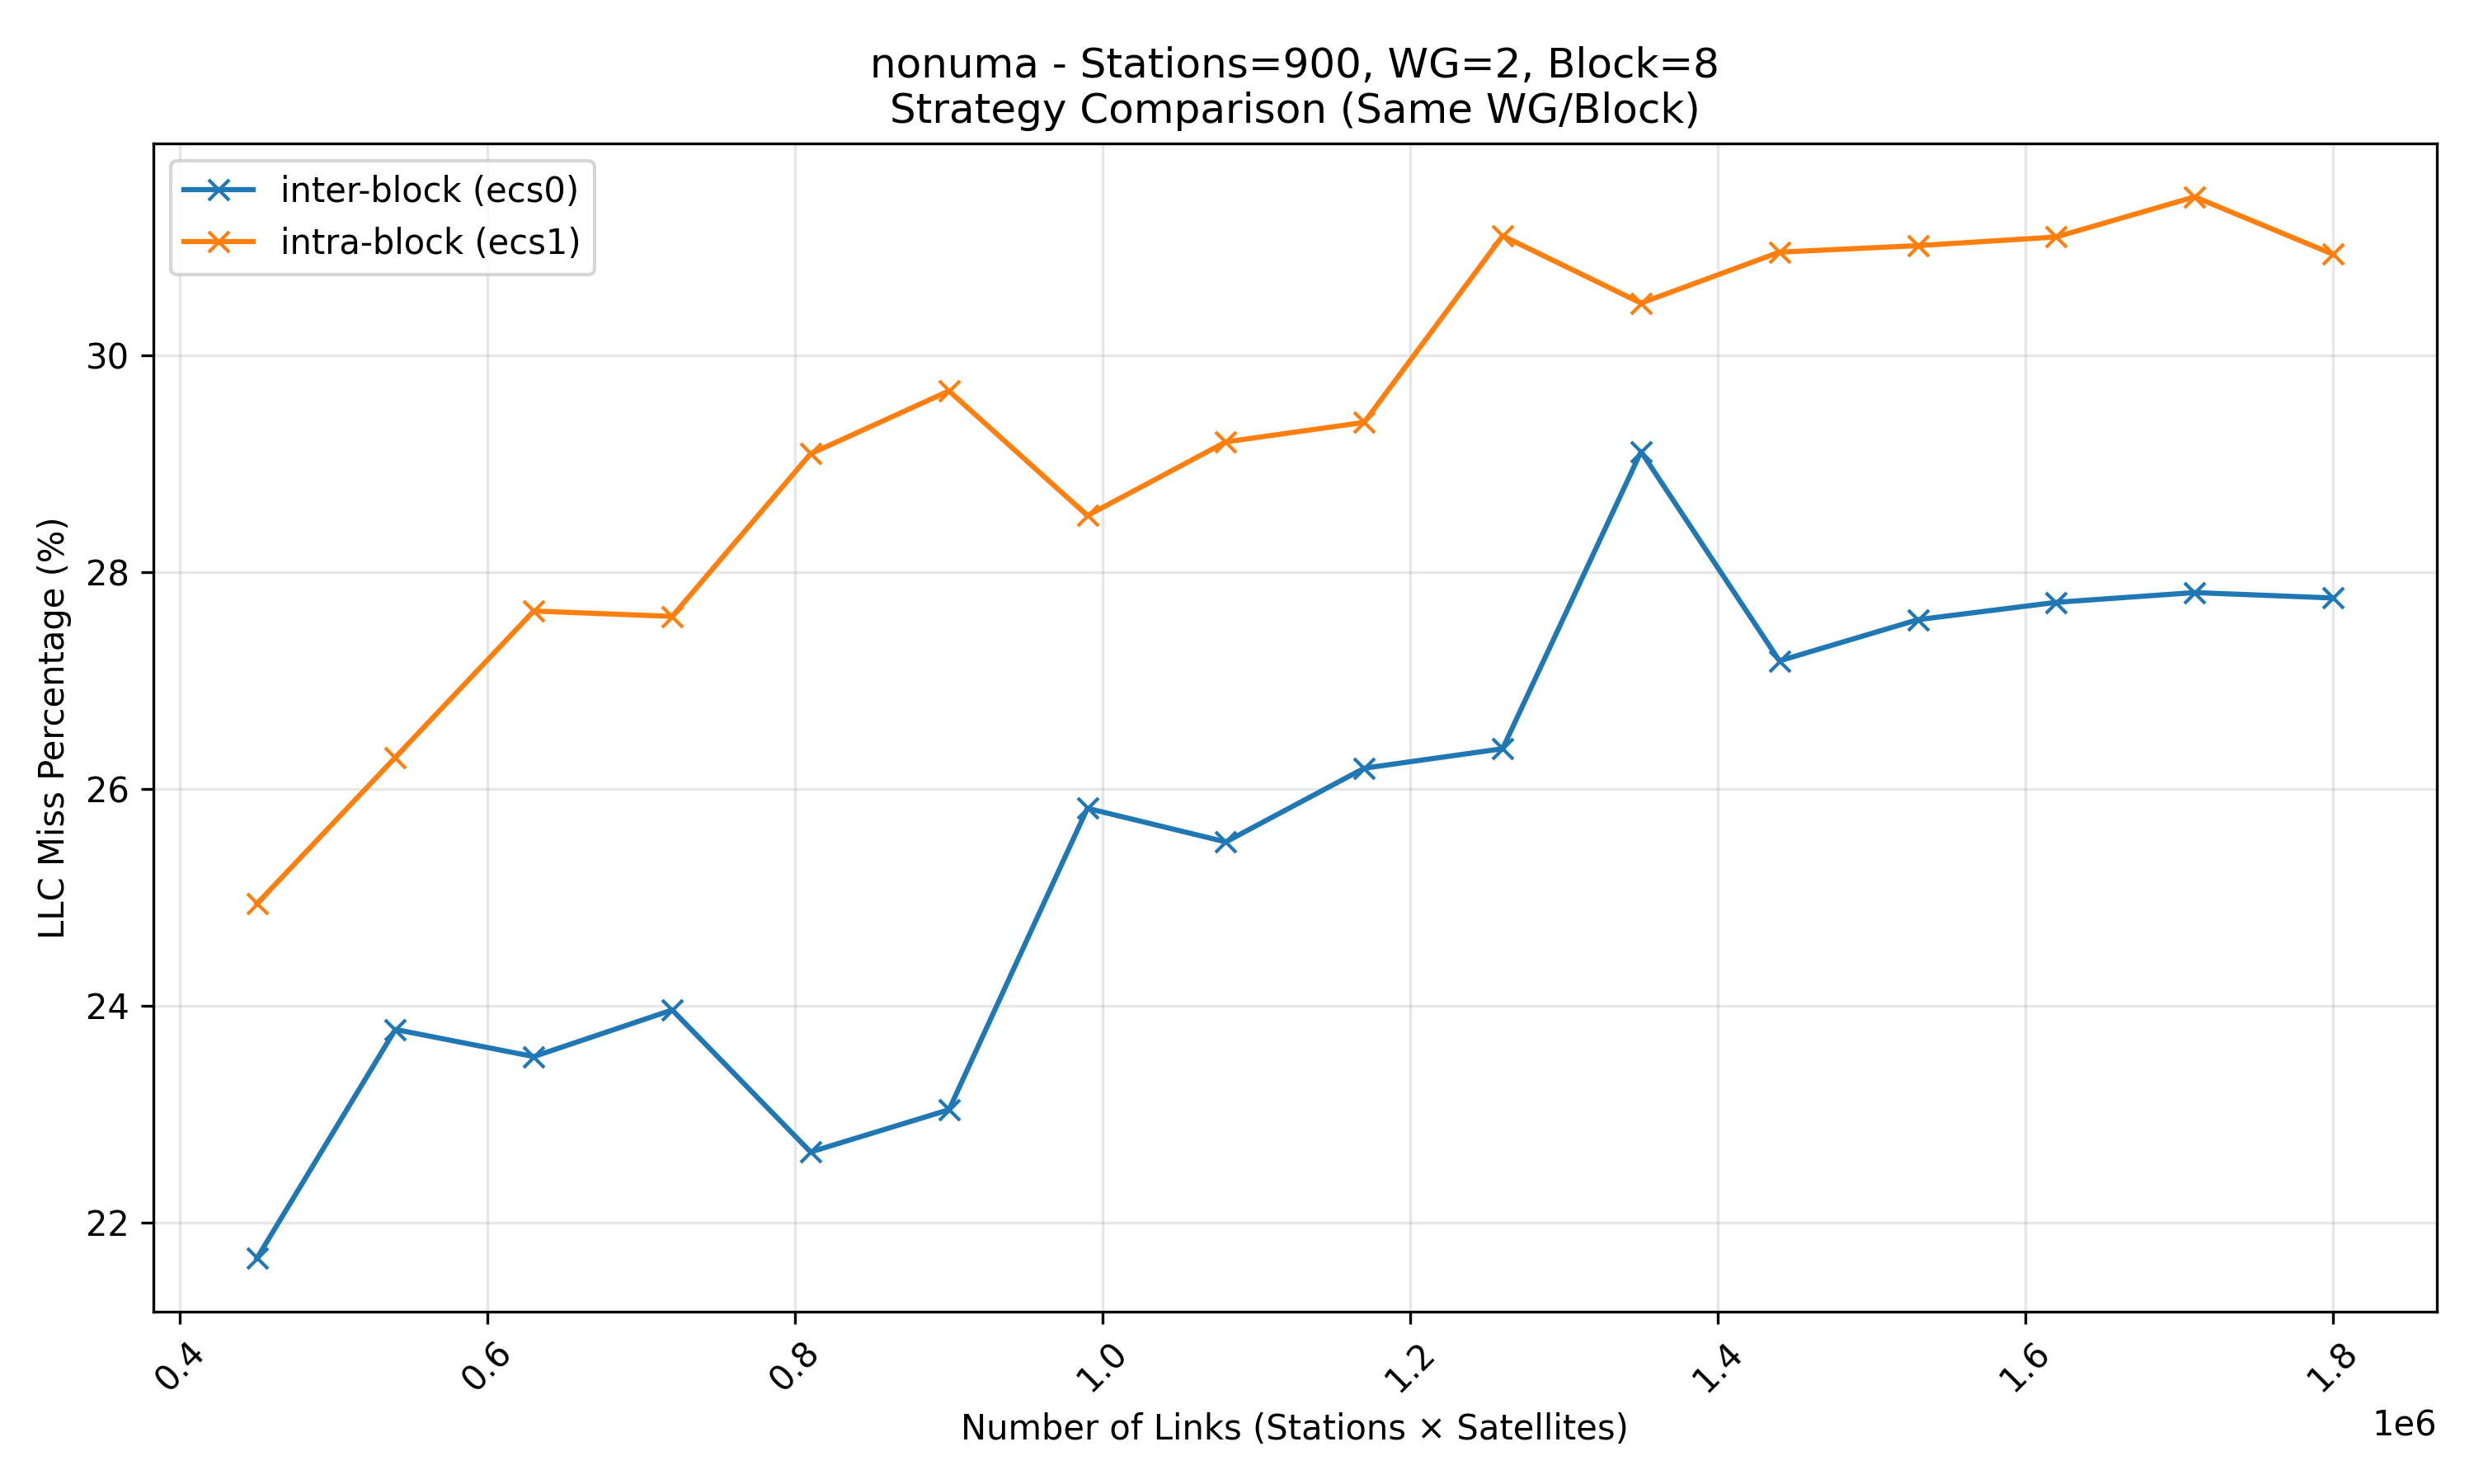 nonuma - Stations=900, WG=2, Block=8
Strategy Comparison (Same WG/Block)
inter-block (ecs0)
intra-block (ecs1)
LLC Miss Percentage (%)
30
28
26
24
22
0.4
0.6
0.8
1.0
1.2
1.4
1.6
1.8
1e6
Number of Links (Stations × Satellites)